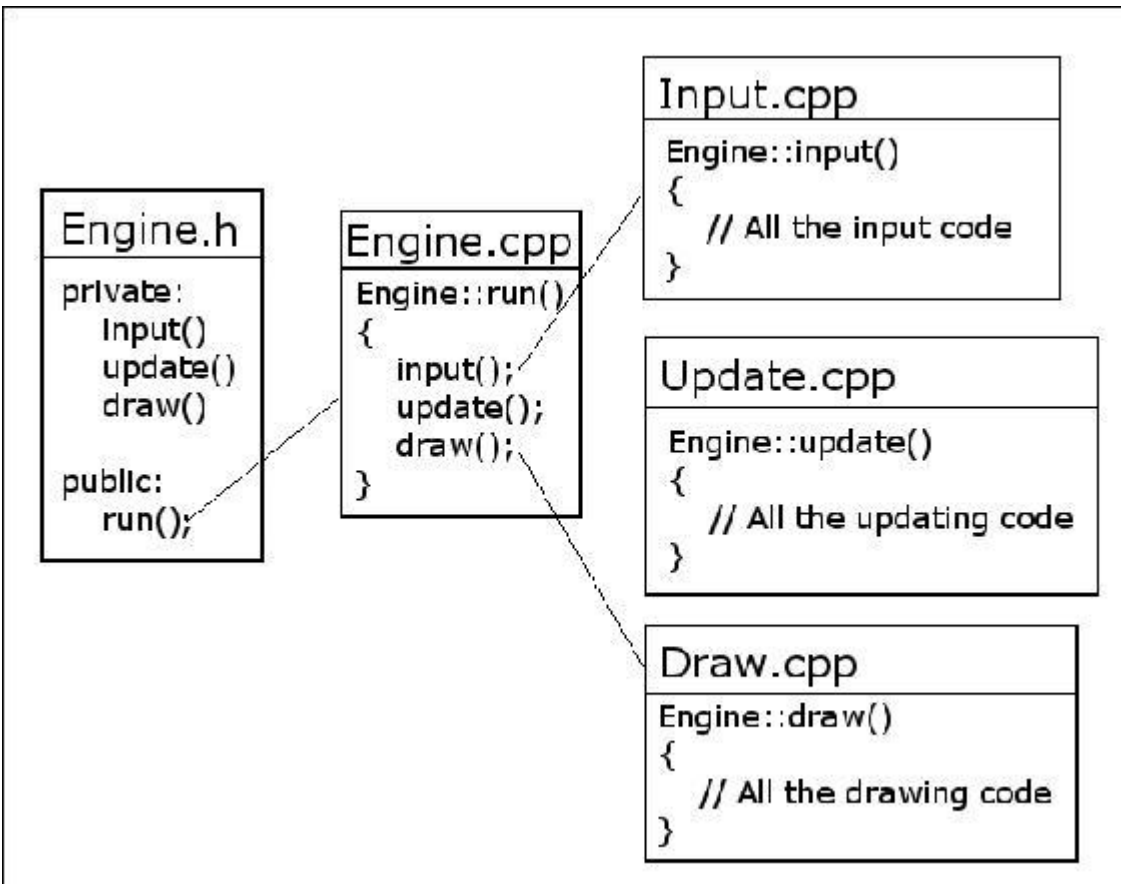 Engine.h
private:
input()
update()
draw()
public:
run();
Engine.cpp
Engine::run()
{
input();
update();
draw();
}
Input.cpp
Engine::input()
{
// All the input code
}
Update.cpp
Engine::update()
{
// All the updating code
}
Draw.cpp
Engine::draw()
{
// All the drawing code
}